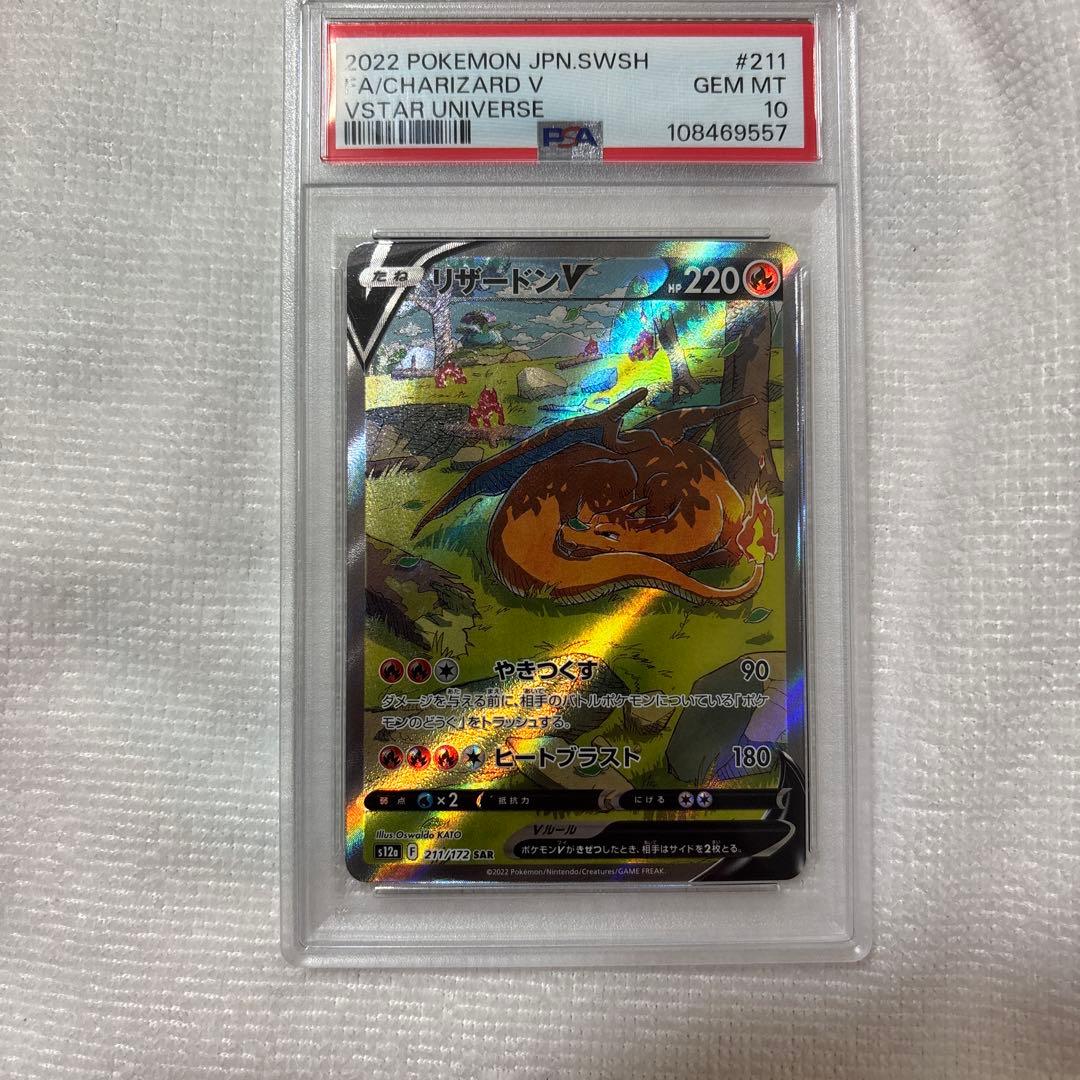 2022 POKEMON JPN.SWSH #211
FA/CHARIZARD V GEM MT
VSTAR UNIVERSE 10
PSA 108469557
たね リザードンV HP 220
やきつくす 90
ダメージを与える前に、相手のバトルポケモンについている「ポケ
モンのどうぐ」をトラッシュする。
ヒートブラスト 180
弱点 ×2 抵抗力 にげる
Illus. Oswaldo KATO
Vルール
s12a F 211/172 SAR
ポケモンVがきぜつしたとき、相手はサイドを2枚とる。
©2022 Pokémon/Nintendo/Creatures/GAME FREAK.